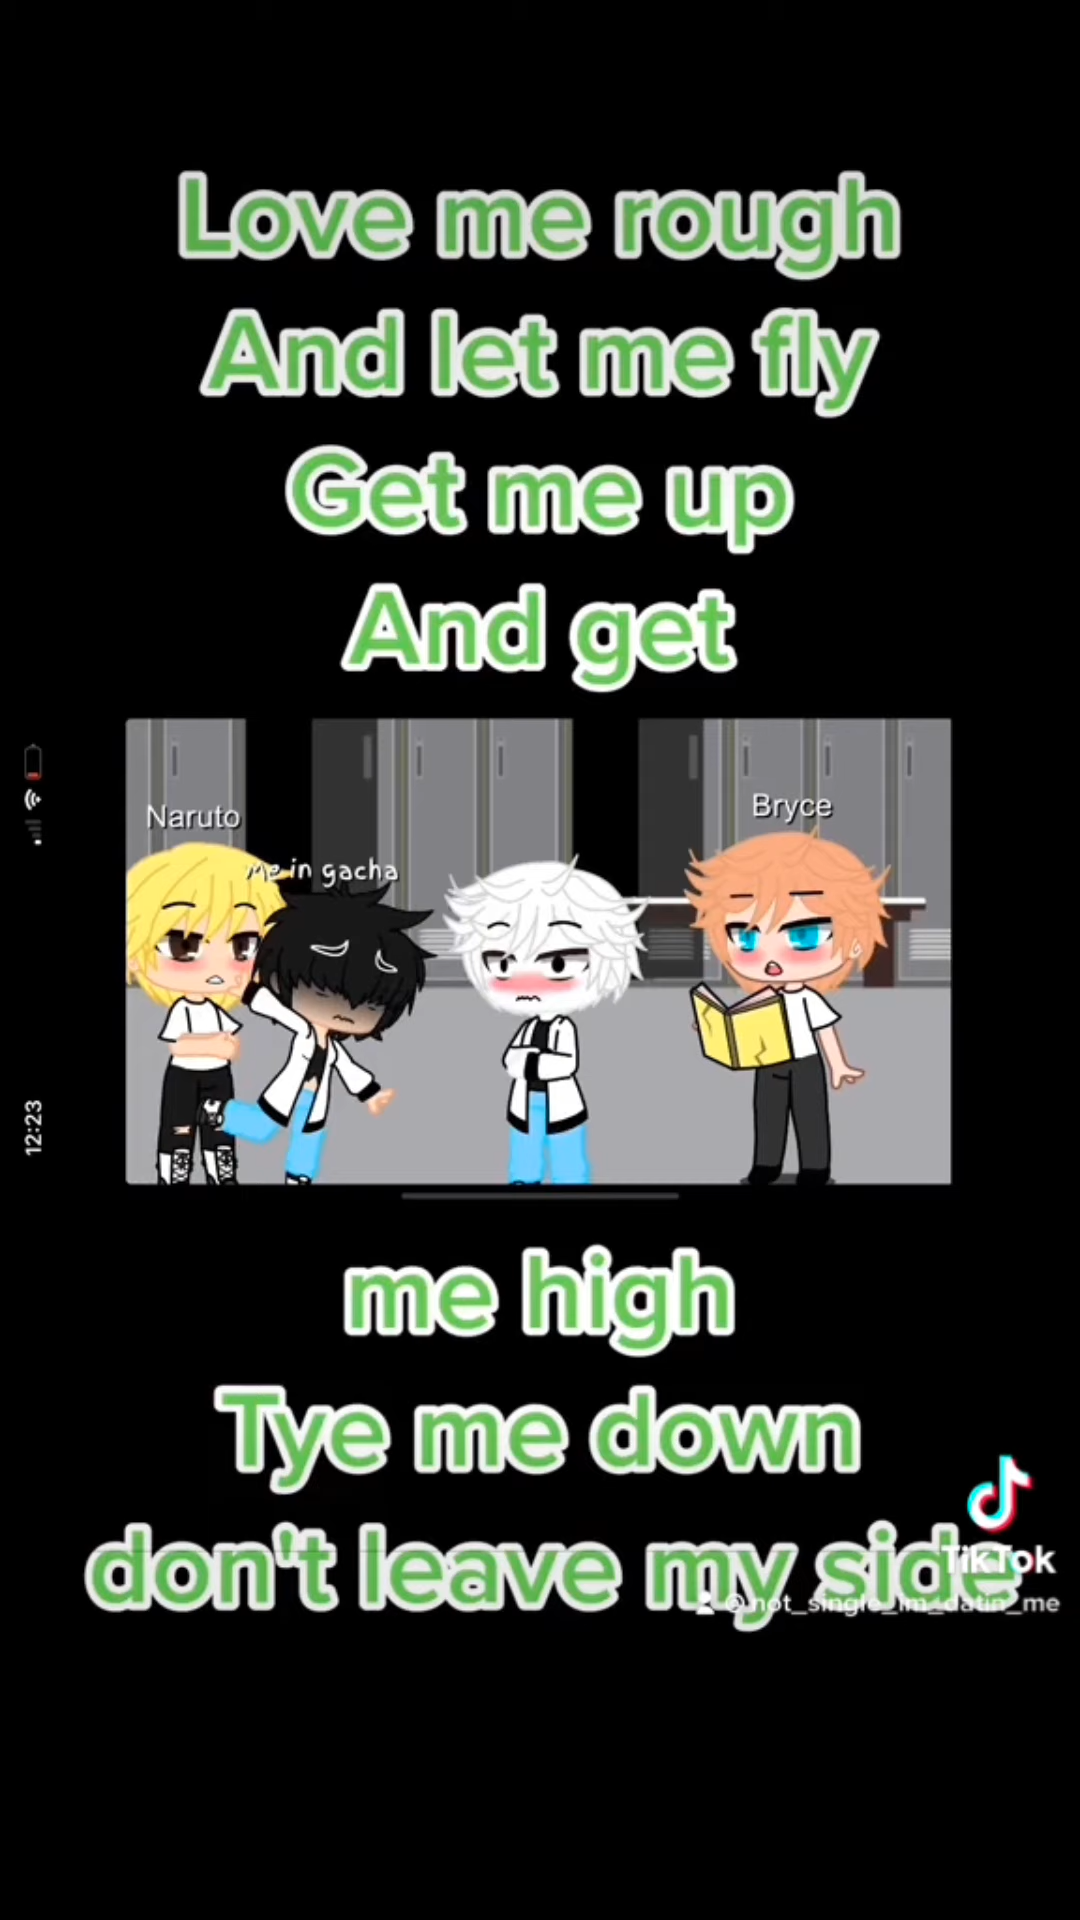 Love me rough
And let me fly
Get me up
And get
Naruto
Bryce
me in gacha
12:23
me high
Tye me down
don't leave my side
TikTok
@not_single_im_datin_me